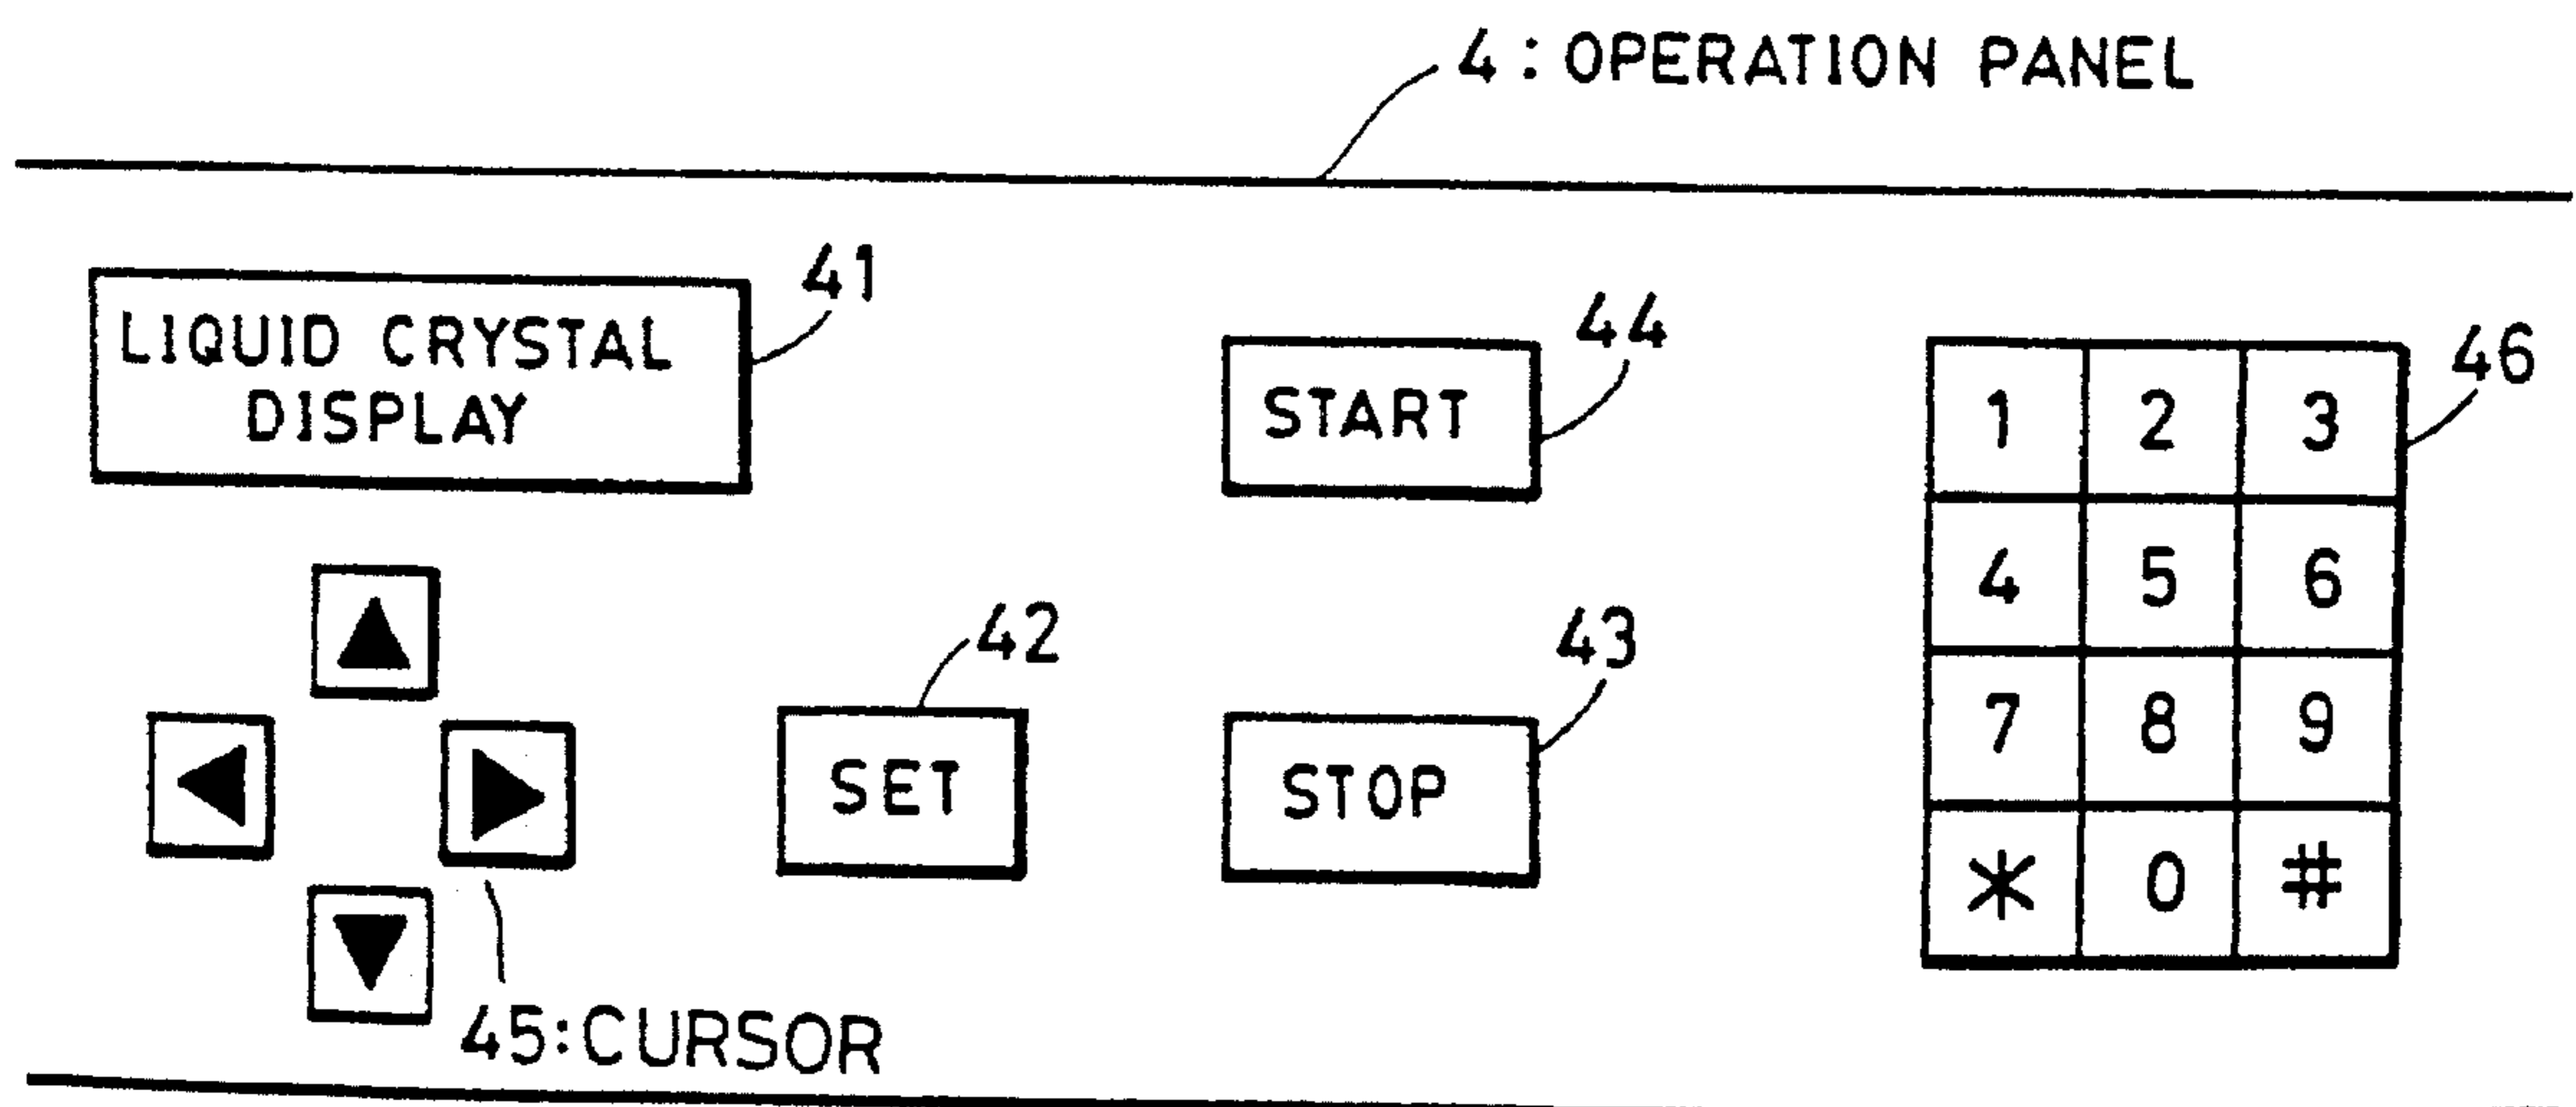 4 : OPERATION PANEL
41
LIQUID CRYSTAL
DISPLAY
44
START
46
1 2 3
4 5 6
7 8 9
* 0 #
42
SET
43
STOP
45:CURSOR